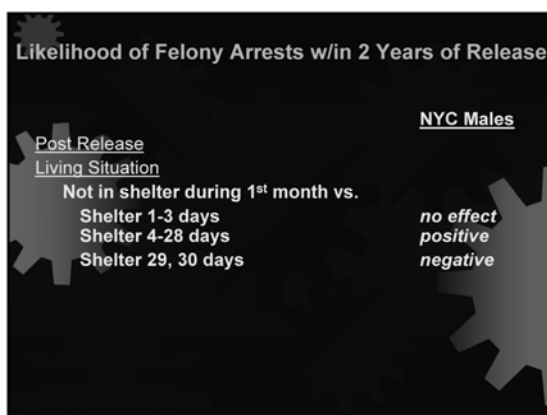 Likelihood of Felony Arrests w/in 2 Years of Release
NYC Males
Post Release
Living Situation
Not in shelter during 1st month vs.
Shelter 1-3 days no effect
Shelter 4-28 days positive
Shelter 29, 30 days negative